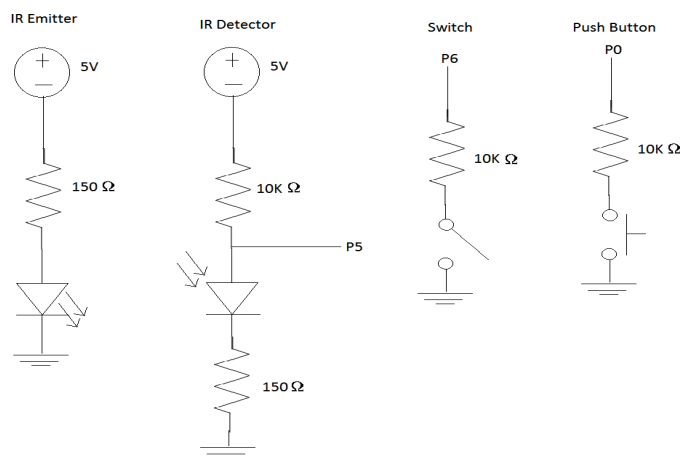 IR Emitter
5V
150 Ω
IR Detector
5V
10K Ω
P5
150 Ω
Switch
P6
10K Ω
Push Button
P0
10K Ω